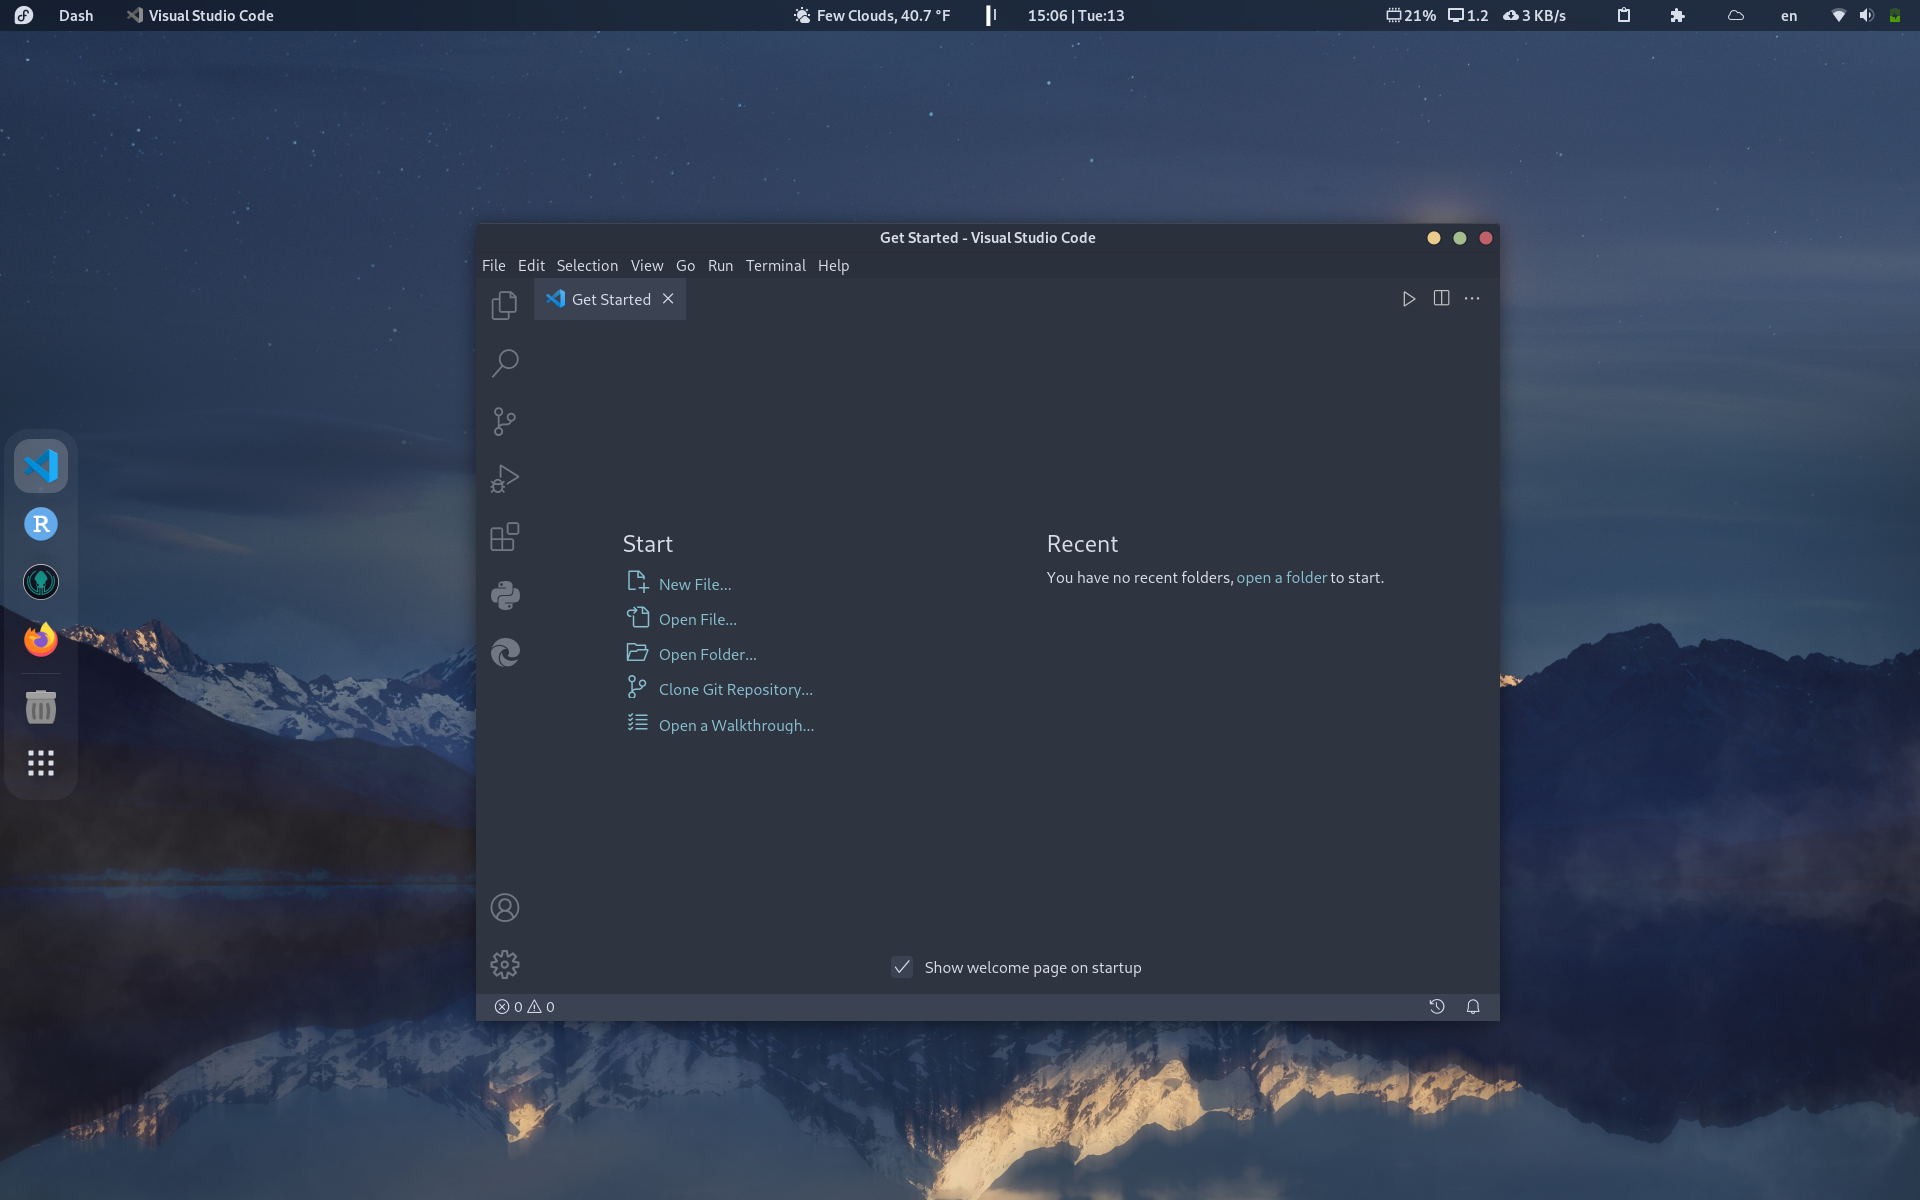 Dash Visual Studio Code Few Clouds, 40.7 °F 15:06 | Tue:13 21% 1.2 3 KB/s en
Get Started - Visual Studio Code
File Edit Selection View Go Run Terminal Help
Get Started
Start
New File...
Open File...
Open Folder...
Clone Git Repository...
Open a Walkthrough...
Recent
You have no recent folders, open a folder to start.
Show welcome page on startup
0 0
R